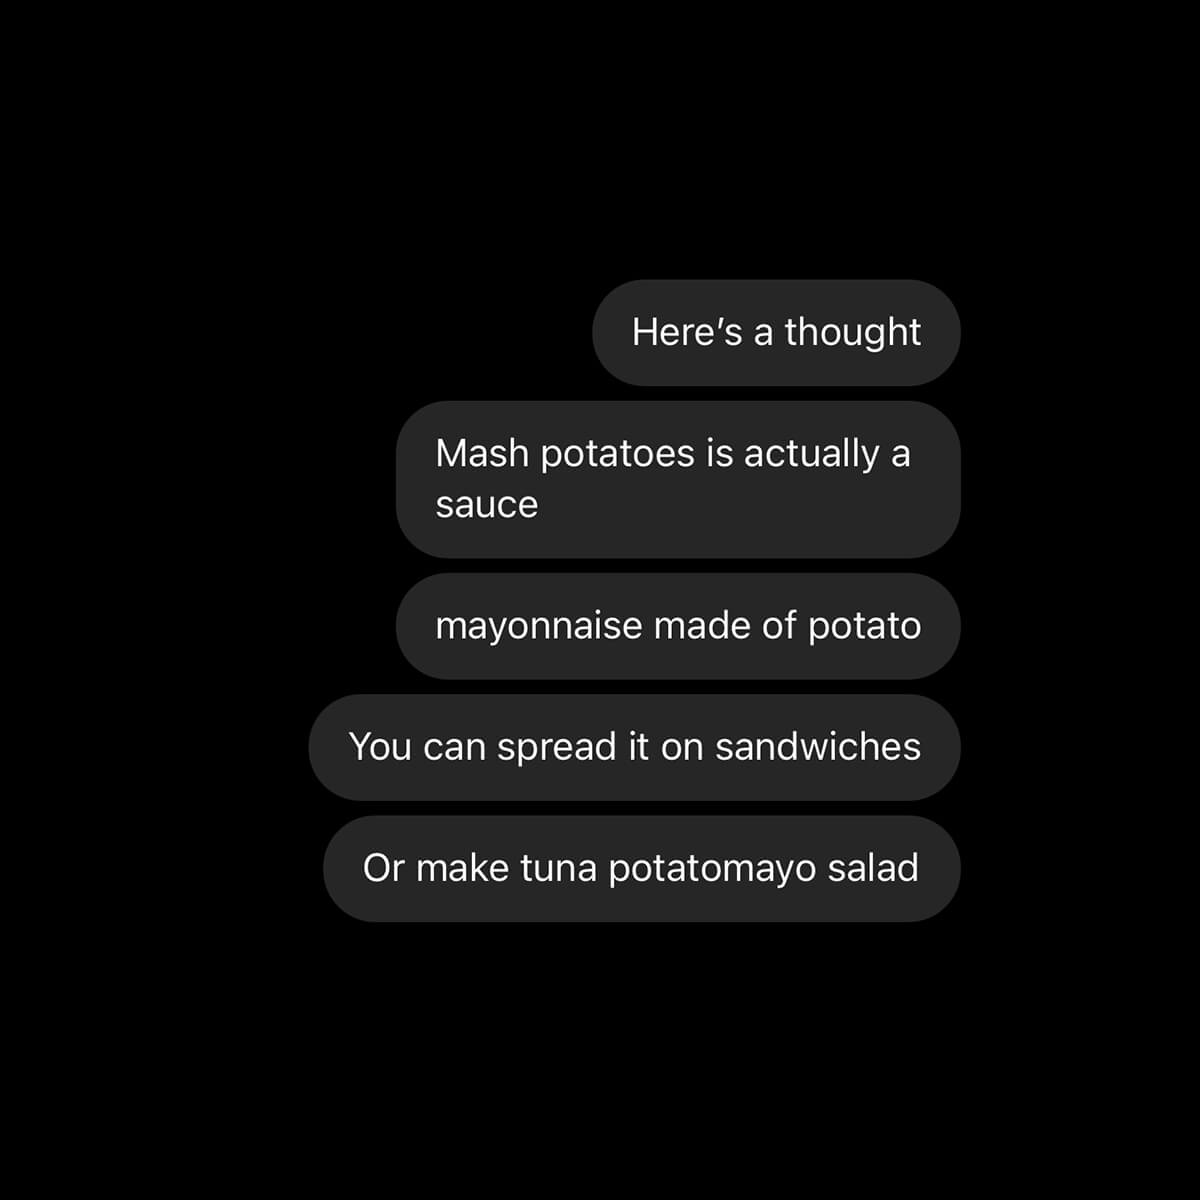 Here’s a thought
Mash potatoes is actually a
sauce
mayonnaise made of potato
You can spread it on sandwiches
Or make tuna potatomayo salad